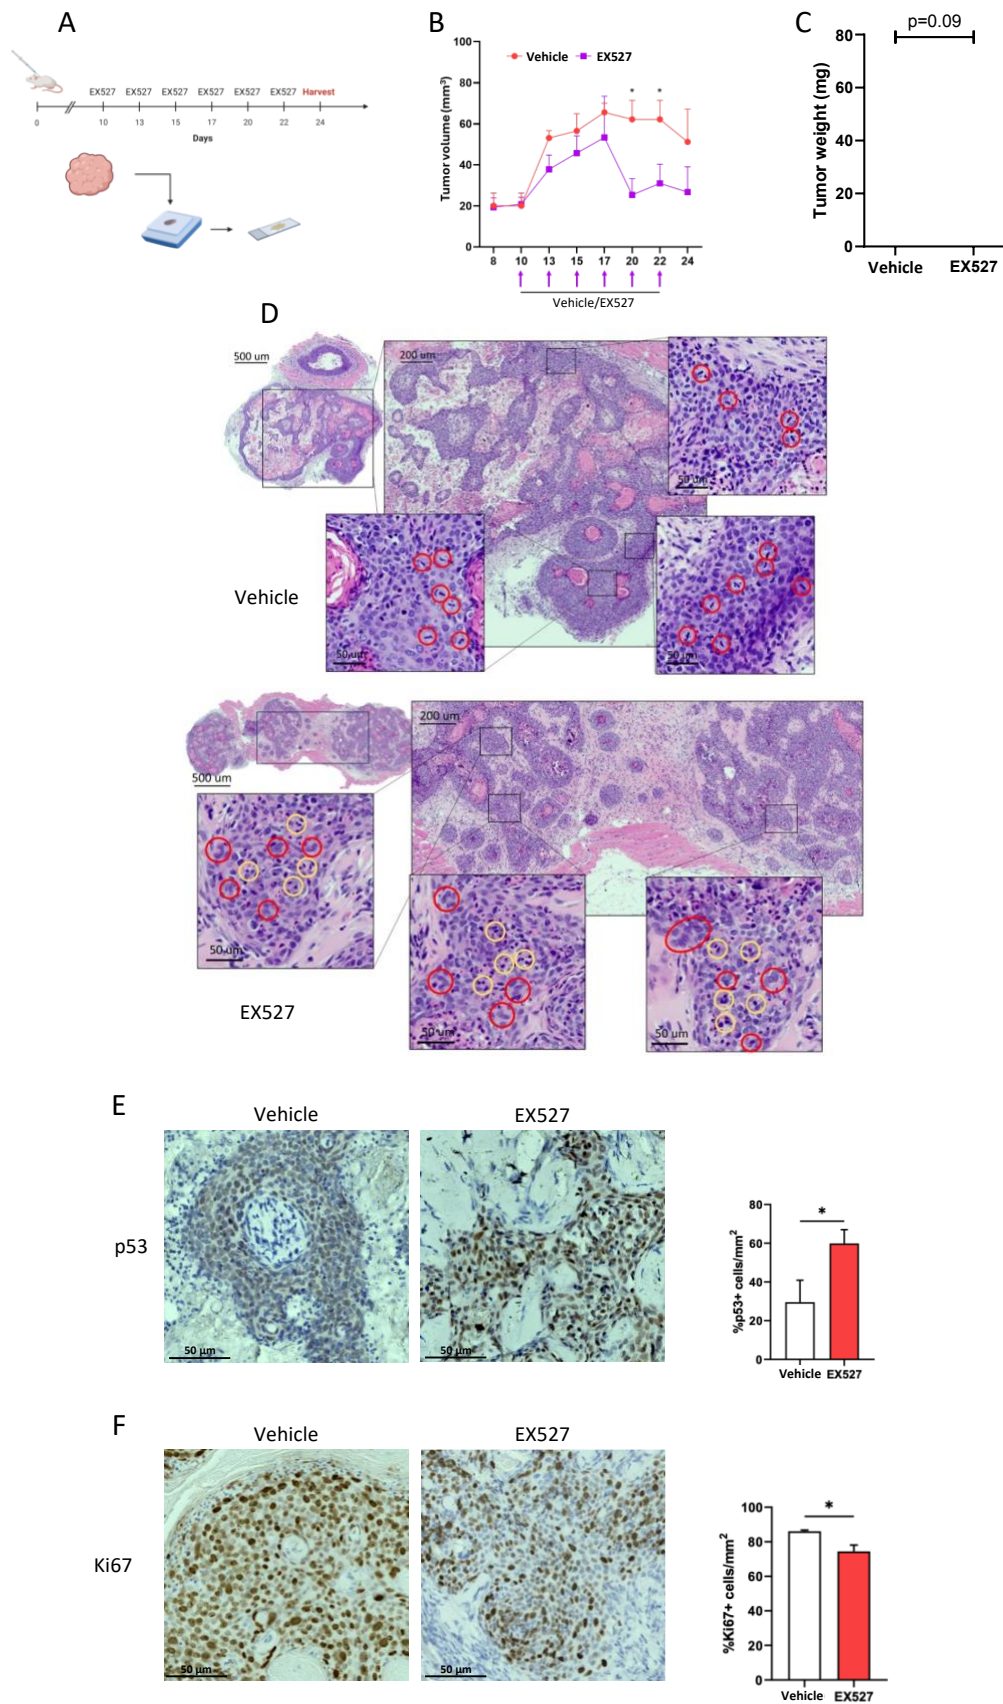 A
EX527 EX527 EX527 EX527 EX527 EX527 Harvest
0 10 13 15 17 20 22 24
Days
B
Tumor volume (mm³)
100
80
60
40
20
0
Vehicle EX527
* *
8 10 13 15 17 20 22 24
Vehicle/EX527
C
p=0.09
Tumor weight (mg)
80
60
40
20
0
Vehicle EX527
D
500 um
200 um
50 um
Vehicle
50 um
50 um
500 um
200 um
50 um
EX527
50 um
50 um
E
Vehicle EX527
p53
50 µm
50 µm
%p53+ cells/mm²
80
60
40
20
0
*
Vehicle EX527
F
Vehicle EX527
Ki67
50 µm
50 µm
%Ki67+ cells/mm²
100
80
60
40
20
0
*
Vehicle EX527